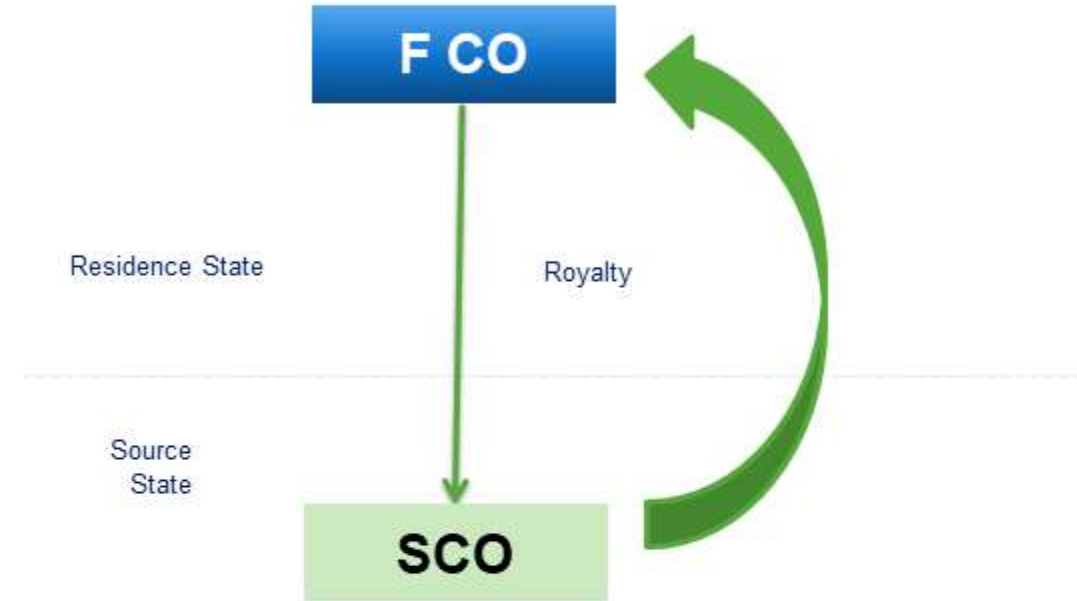 F CO
Residence State
Royalty
Source
State
SCO